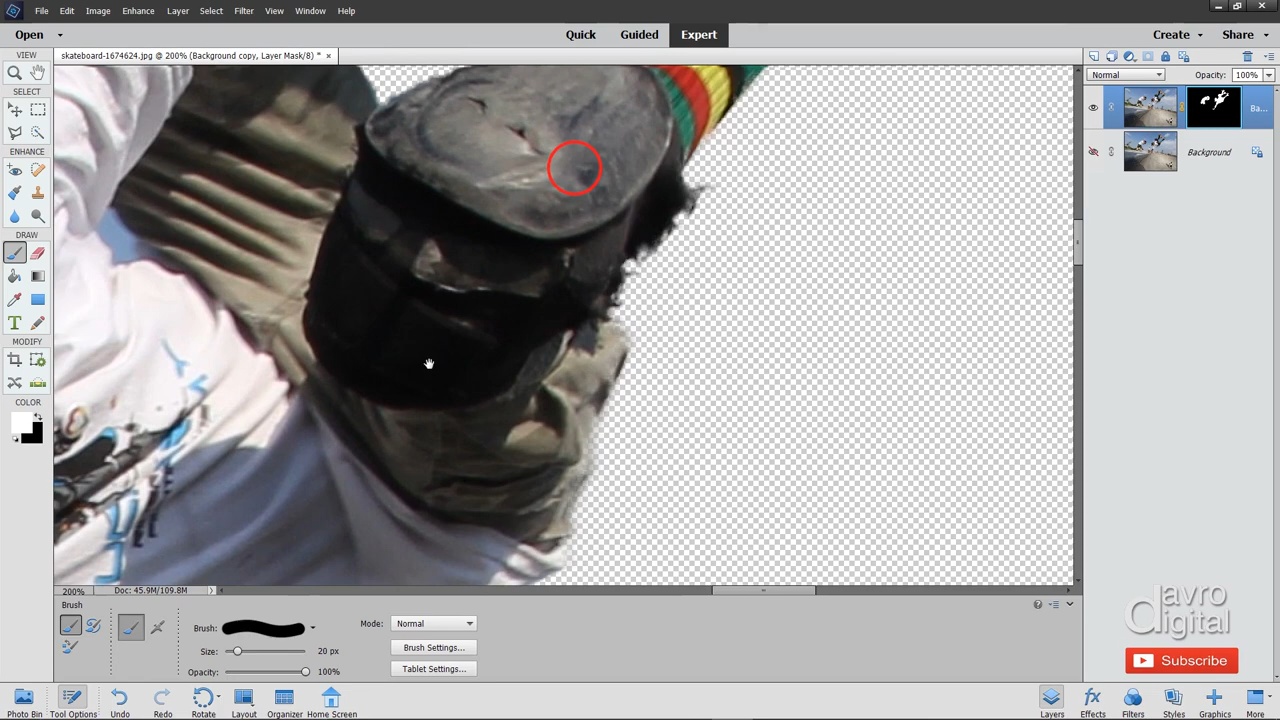 File Edit Image Enhance Layer Select Filter View Window Help
Open Quick Guided Expert Create Share
VIEW
skateboard-1674624.jpg @ 200% (Background copy, Layer Mask/8) * ×
Normal Opacity: 100%
SELECT
Ba...
Background
ENHANCE
DRAW
MODIFY
COLOR
200% Doc: 45.9M/109.8M
Brush
Brush:
Size: 20 px
Opacity: 100%
Mode: Normal
Brush Settings...
Tablet Settings...
davro
digital
Subscribe
Photo Bin Tool Options Undo Redo Rotate Layout Organizer Home Screen Layers Effects Filters Styles Graphics More